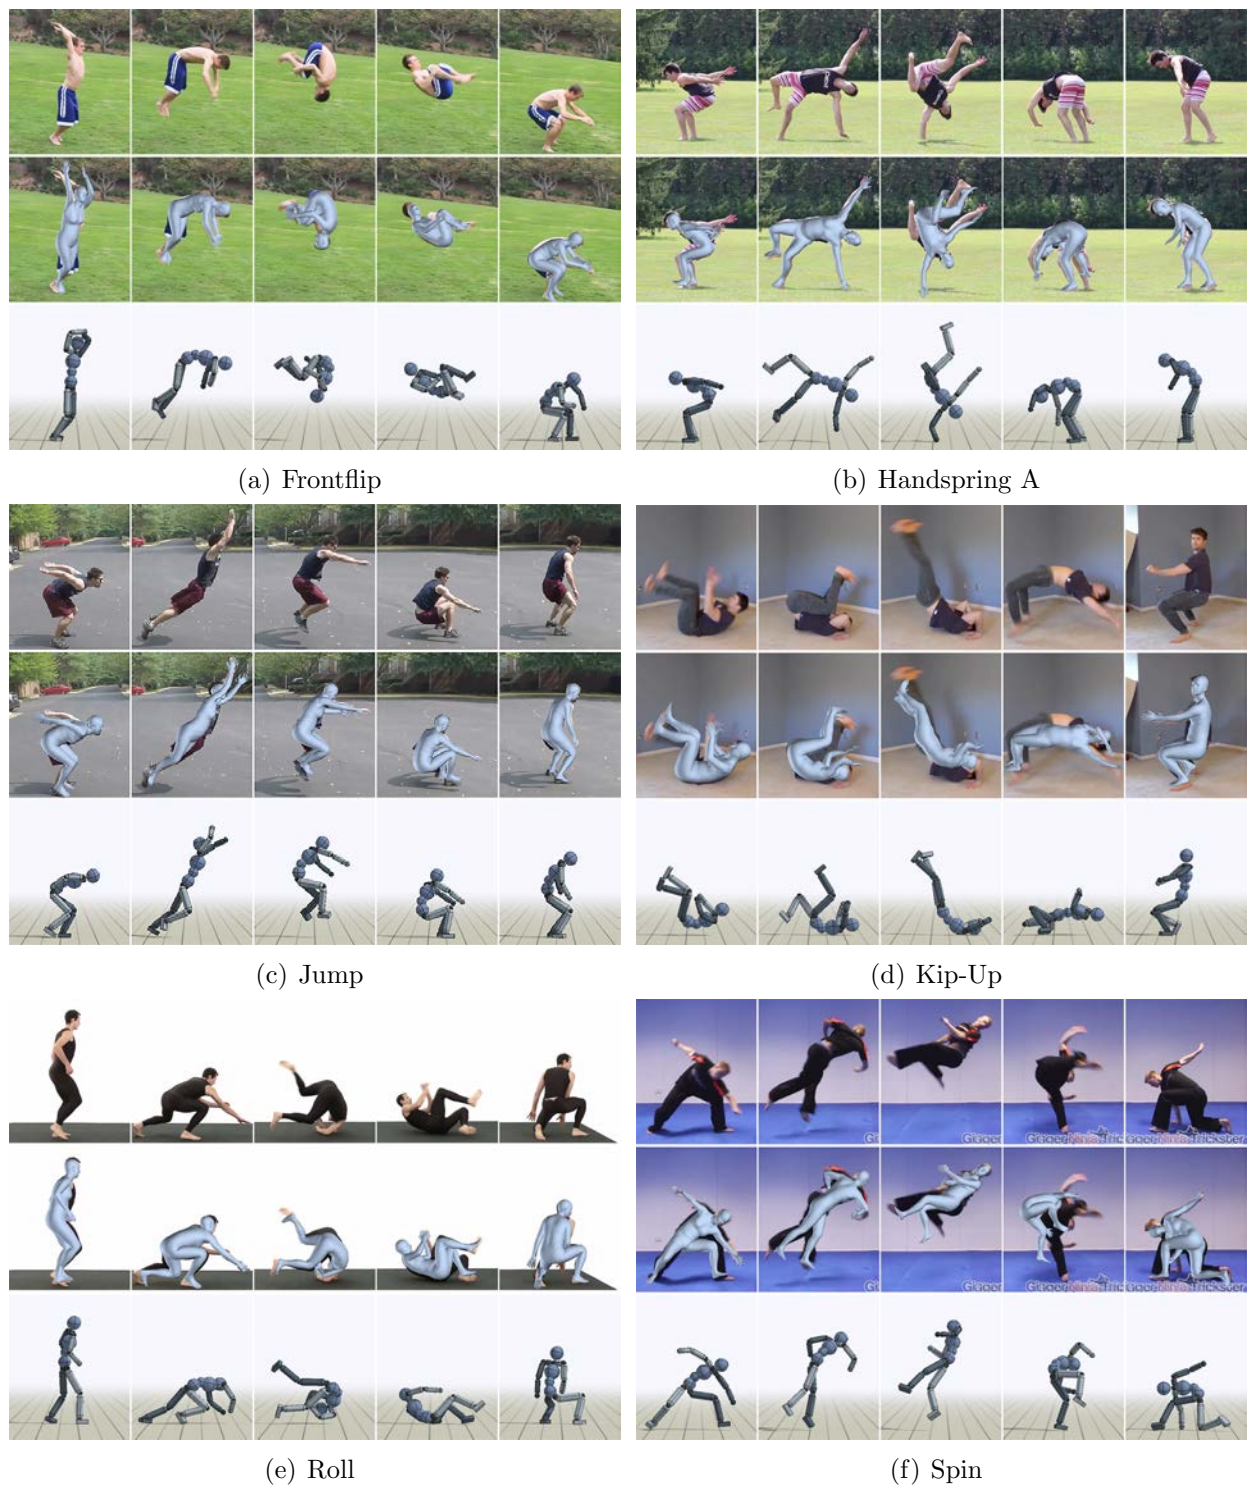 (a) Frontflip
(b) Handspring A
(c) Jump
(d) Kip-Up
(e) Roll
(f) Spin